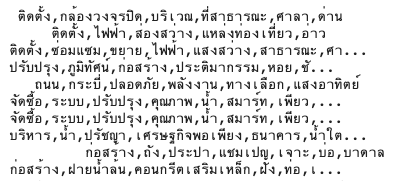 ติดตั้ง,กล้องวงจรปิด,บริเวณ,ที่สาธารณะ,ศาลา,ด่าน
ติดตั้ง,ไฟฟ้า,ส่องสว่าง,แหล่งท่องเที่ยว,อาว
ติดตั้ง,ซ่อมแซม,ขยาย,ไฟฟ้า,แสงสว่าง,สาธารณะ,ศา...
ปรับปรุง,ภูมิทัศน์,ก่อสร้าง,ประติมากรรม,หอย,ชั...
ถนน,กระบี่,ปลอดภัย,พลังงาน,ทางเลือก,แสงอาทิตย์
จัดซื้อ,ระบบ,ปรับปรุง,คุณภาพ,น้ำ,สมาร์ท,เพียว,...
จัดซื้อ,ระบบ,ปรับปรุง,คุณภาพ,น้ำ,สมาร์ท,เพียว,...
บริหาร,น้ำ,ปรัชญา,เศรษฐกิจพอเพียง,ธนาคาร,น้ำใต...
ก่อสร้าง,ถัง,ประปา,แชมเปญ,เจาะ,บ่อ,บาดาล
ก่อสร้าง,ฝายน้ำล้น,คอนกรีตเสริมเหล็ก,ฝัง,ท่อ,เ...